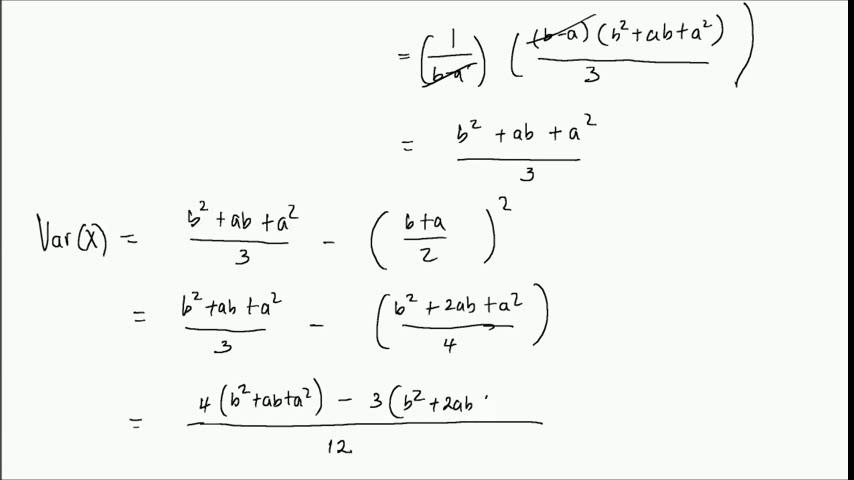 = (1/(b-a)) ((b-a)(b²+ab+a²)/3)
= (b² + ab + a²)/3
Var(X) = (b²+ab+a²)/3 - ((b+a)/2)²
= (b²+ab+a²)/3 - ((b²+2ab+a²)/4)
= (4(b²+ab+a²) - 3(b²+2ab)/12